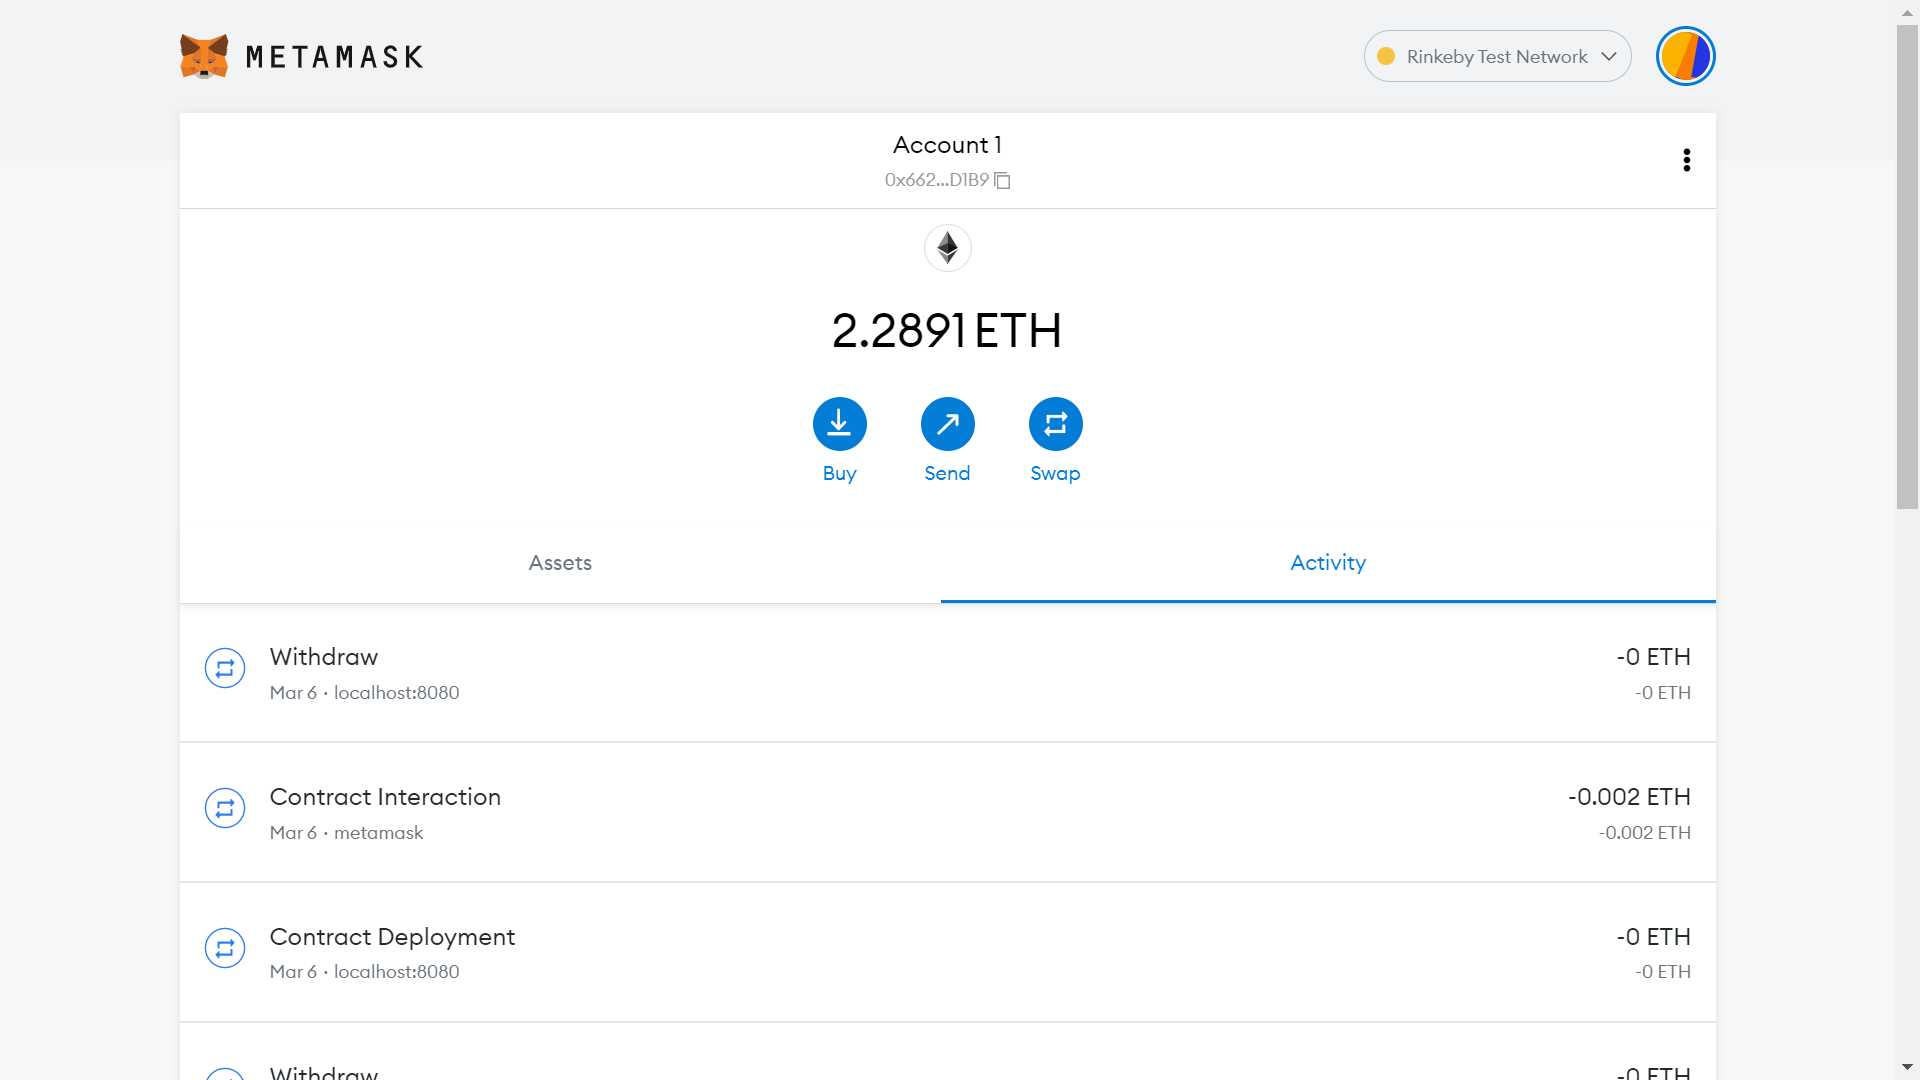 METAMASK
Rinkeby Test Network
Account 1
0x662...D1B9
2.2891 ETH
Buy
Send
Swap
Assets
Activity
Withdraw
-0 ETH
Mar 6 · localhost:8080
-0 ETH
Contract Interaction
-0.002 ETH
Mar 6 · metamask
-0.002 ETH
Contract Deployment
-0 ETH
Mar 6 · localhost:8080
-0 ETH
Withdraw
-0 ETH